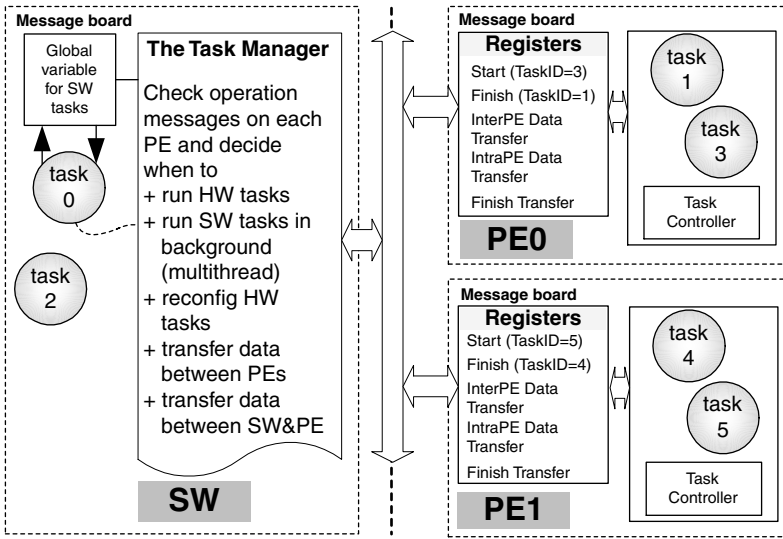 Message board
Global
variable
for SW
tasks
task
0
task
2
The Task Manager
Check operation
messages on each
PE and decide
when to
+ run HW tasks
+ run SW tasks in
background
(multithread)
+ reconfig HW
tasks
+ transfer data
between PEs
+ transfer data
between SW&PE
SW
Message board
Registers
Start (TaskID=3)
Finish (TaskID=1)
InterPE Data
Transfer
IntraPE Data
Transfer
Finish Transfer
PE0
task
1
task
3
Task
Controller
Message board
Registers
Start (TaskID=5)
Finish (TaskID=4)
InterPE Data
Transfer
IntraPE Data
Transfer
Finish Transfer
PE1
task
4
task
5
Task
Controller